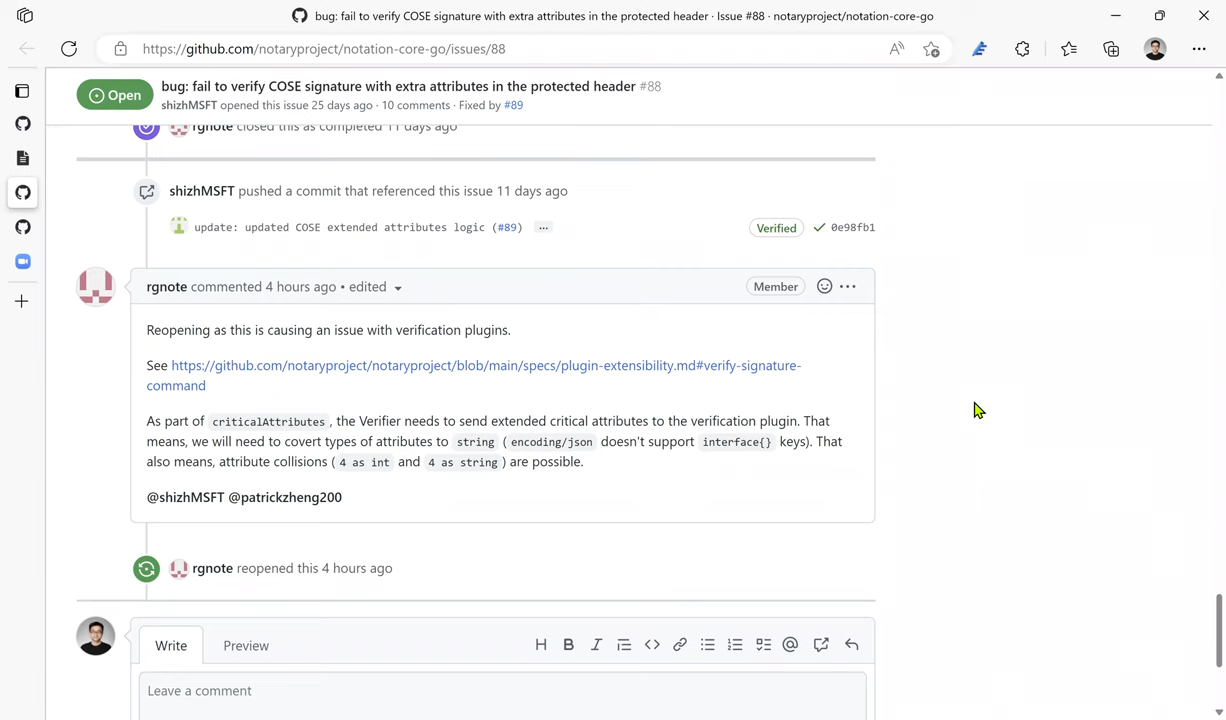 bug: fail to verify COSE signature with extra attributes in the protected header · Issue #88 · notaryproject/notation-core-go
https://github.com/notaryproject/notation-core-go/issues/88
Open
bug: fail to verify COSE signature with extra attributes in the protected header #88
shizhMSFT opened this issue 25 days ago · 10 comments · Fixed by #89
rgnote closed this as completed 11 days ago
shizhMSFT pushed a commit that referenced this issue 11 days ago
update: updated COSE extended attributes logic (#89) ... Verified 0e98fb1
rgnote commented 4 hours ago • edited Member
Reopening as this is causing an issue with verification plugins.
See https://github.com/notaryproject/notaryproject/blob/main/specs/plugin-extensibility.md#verify-signature-
command
As part of criticalAttributes , the Verifier needs to send extended critical attributes to the verification plugin. That
means, we will need to covert types of attributes to string ( encoding/json doesn't support interface{} keys). That
also means, attribute collisions ( 4 as int and 4 as string ) are possible.
@shizhMSFT @patrickzheng200
rgnote reopened this 4 hours ago
Write Preview
Leave a comment